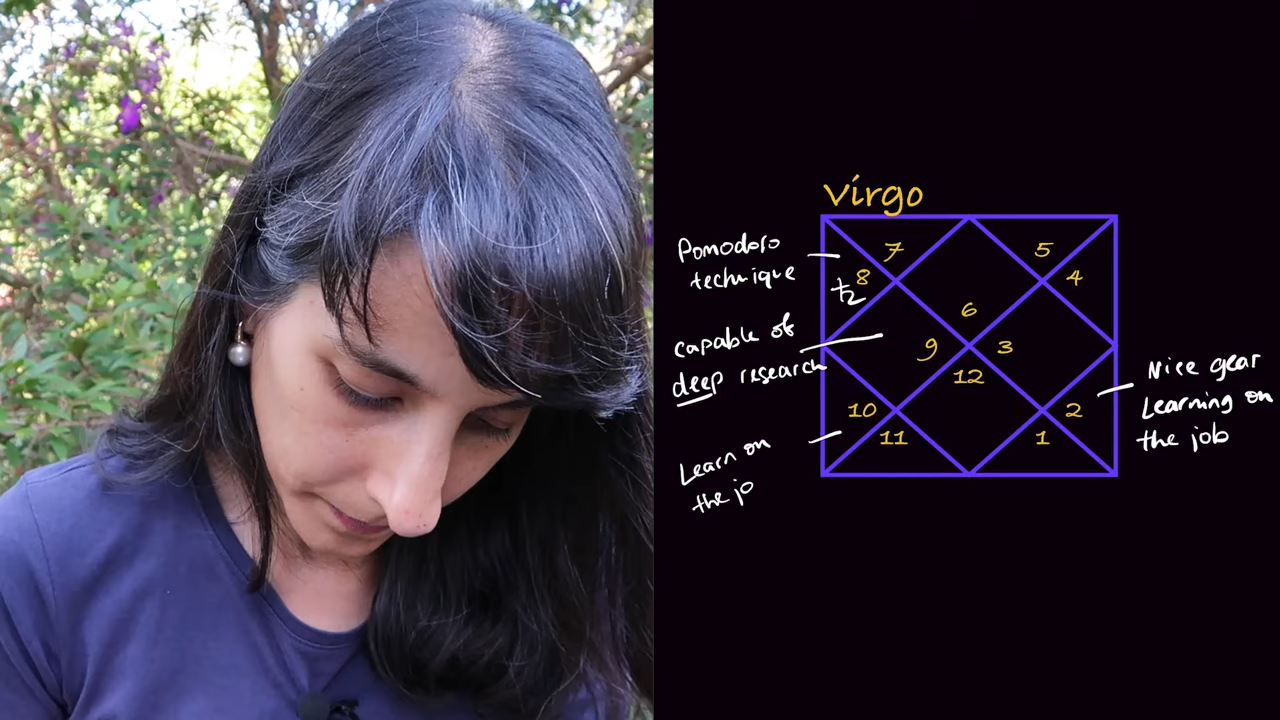 Virgo
Pomodoro
technique
7
8
5
4
6
9
3
12
10
11
2
1
capable of
deep research
Learn on
the jo
Nice gear
Learning on
the job